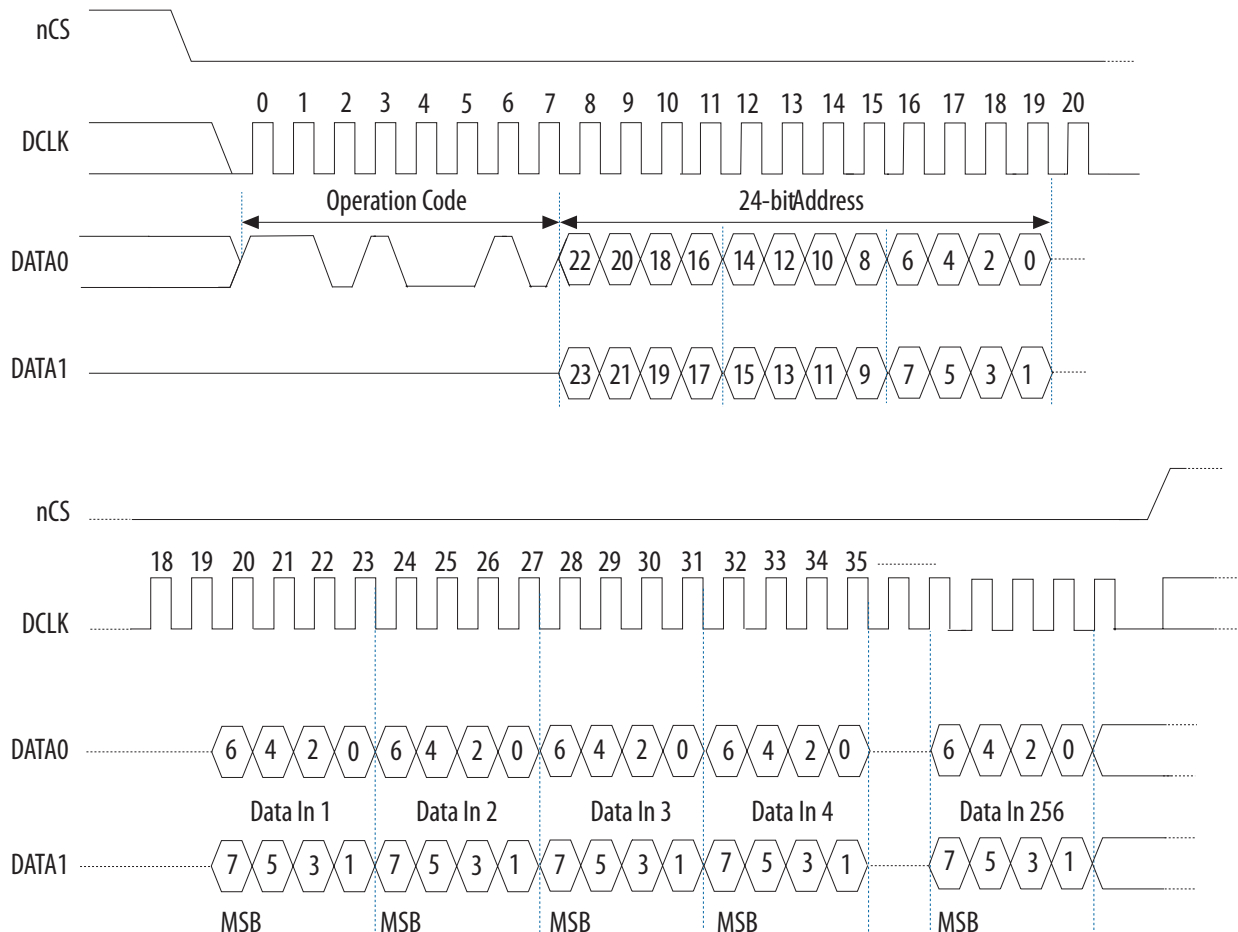 nCS
0 1 2 3 4 5 6 7 8 9 10 11 12 13 14 15 16 17 18 19 20
DCLK
Operation Code 24-bitAddress
DATA0 22 20 18 16 14 12 10 8 6 4 2 0
DATA1 23 21 19 17 15 13 11 9 7 5 3 1
nCS
18 19 20 21 22 23 24 25 26 27 28 29 30 31 32 33 34 35
DCLK
DATA0 6 4 2 0 6 4 2 0 6 4 2 0 6 4 2 0 6 4 2 0
Data In 1 Data In 2 Data In 3 Data In 4 Data In 256
DATA1 7 5 3 1 7 5 3 1 7 5 3 1 7 5 3 1 7 5 3 1
MSB MSB MSB MSB MSB